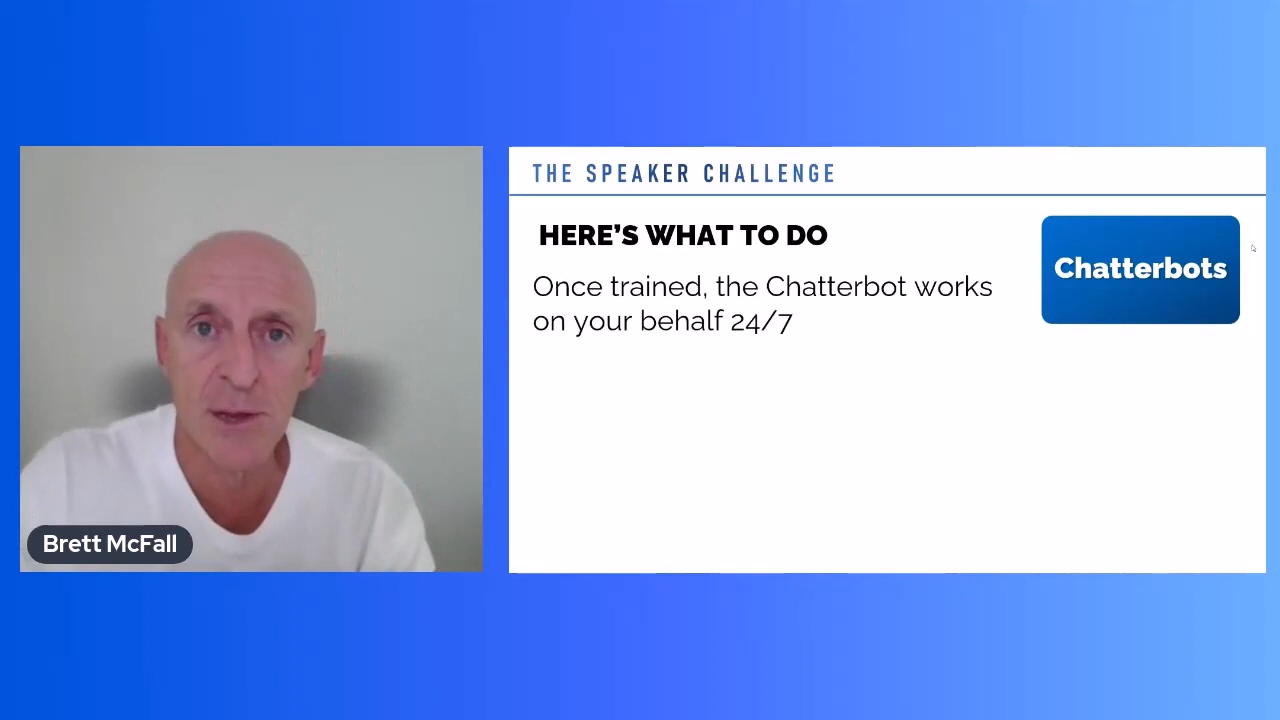 THE SPEAKER CHALLENGE
HERE'S WHAT TO DO
Chatterbots
Once trained, the Chatterbot works
on your behalf 24/7
Brett McFall